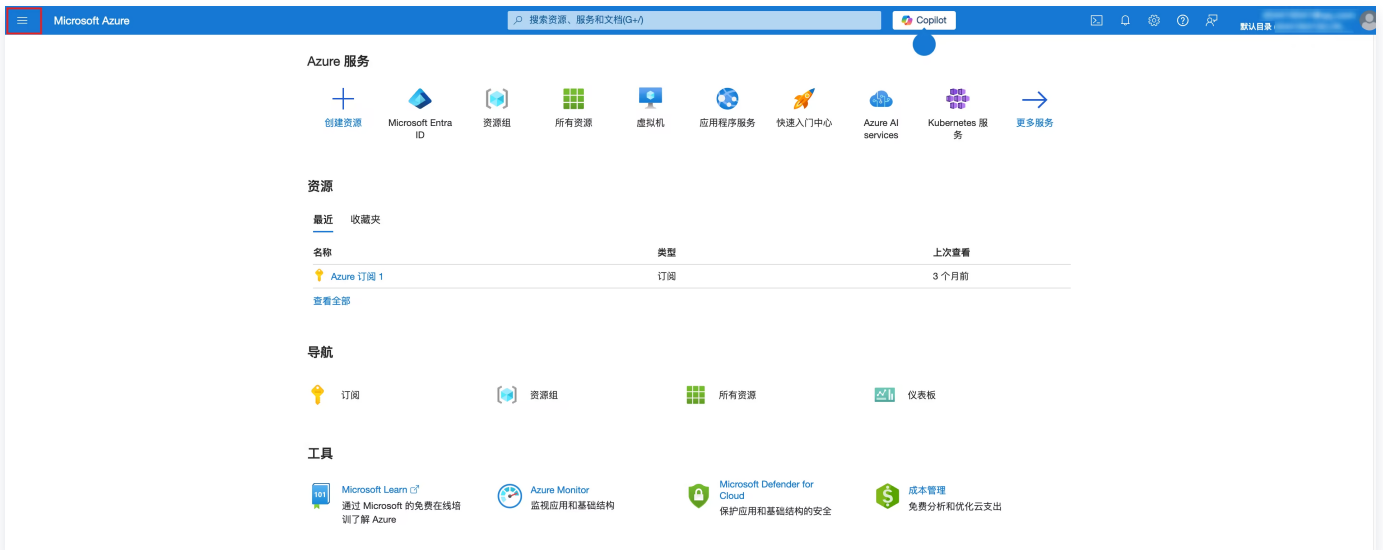 Microsoft Azure
搜索资源、服务和文档(G+/)
Copilot
默认目录
Azure 服务
创建资源
Microsoft Entra
ID
资源组
所有资源
虚拟机
应用程序服务
快速入门中心
Azure AI
services
Kubernetes 服
务
更多服务
资源
最近 收藏夹
名称 类型 上次查看
Azure 订阅 1 订阅 3 个月前
查看全部
导航
订阅 资源组 所有资源 仪表板
工具
101
Microsoft Learn
通过 Microsoft 的免费在线培
训了解 Azure
Azure Monitor
监视应用和基础结构
Microsoft Defender for
Cloud
保护应用和基础结构的安全
成本管理
免费分析和优化云支出